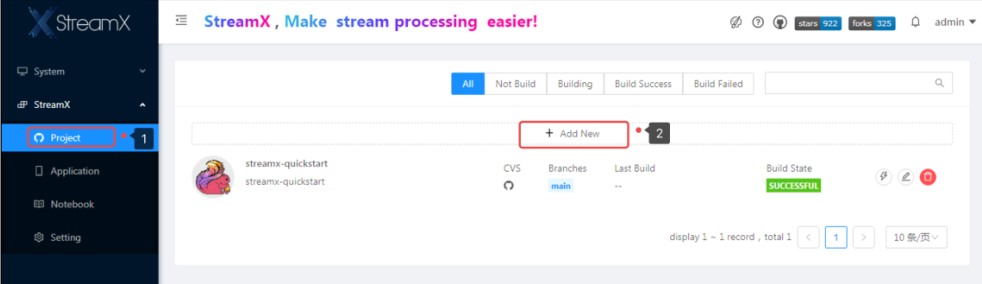 StreamX
StreamX , Make stream processing easier!
stars 922 forks 325 admin
System
StreamX
Project 1
Application
Notebook
Setting
All Not Build Building Build Success Build Failed
+ Add New 2
streamx-quickstart
streamx-quickstart
CVS Branches Last Build Build State
main -- SUCCESSFUL
display 1 ~ 1 record , total 1 < 1 > 10 条/页